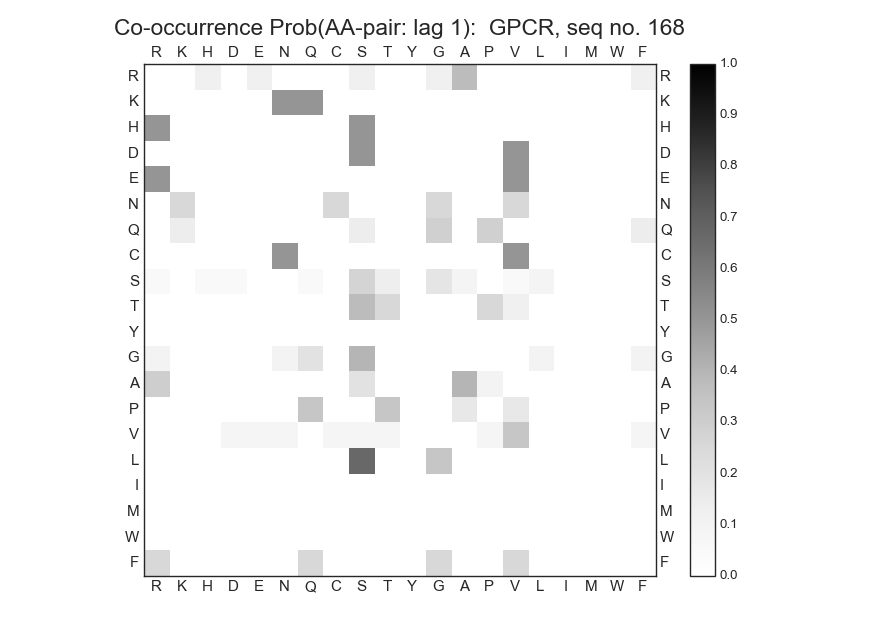 Co-occurrence Prob(AA-pair: lag 1):  GPCR, seq no. 168
R K H D E N Q C S T Y G A P V L I M W F
R R 1.0
K K 0.9
H H
D D 0.8
E E
N N 0.7
Q Q
C C 0.6
S S
T T 0.5
Y Y
G G 0.4
A A
P P 0.3
V V
L L 0.2
I I
M M 0.1
W W
F F 0.0
R K H D E N Q C S T Y G A P V L I M W F